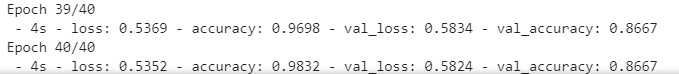 Epoch 39/40
- 4s - loss: 0.5369 - accuracy: 0.9698 - val_loss: 0.5834 - val_accuracy: 0.8667
Epoch 40/40
- 4s - loss: 0.5352 - accuracy: 0.9832 - val_loss: 0.5824 - val_accuracy: 0.8667